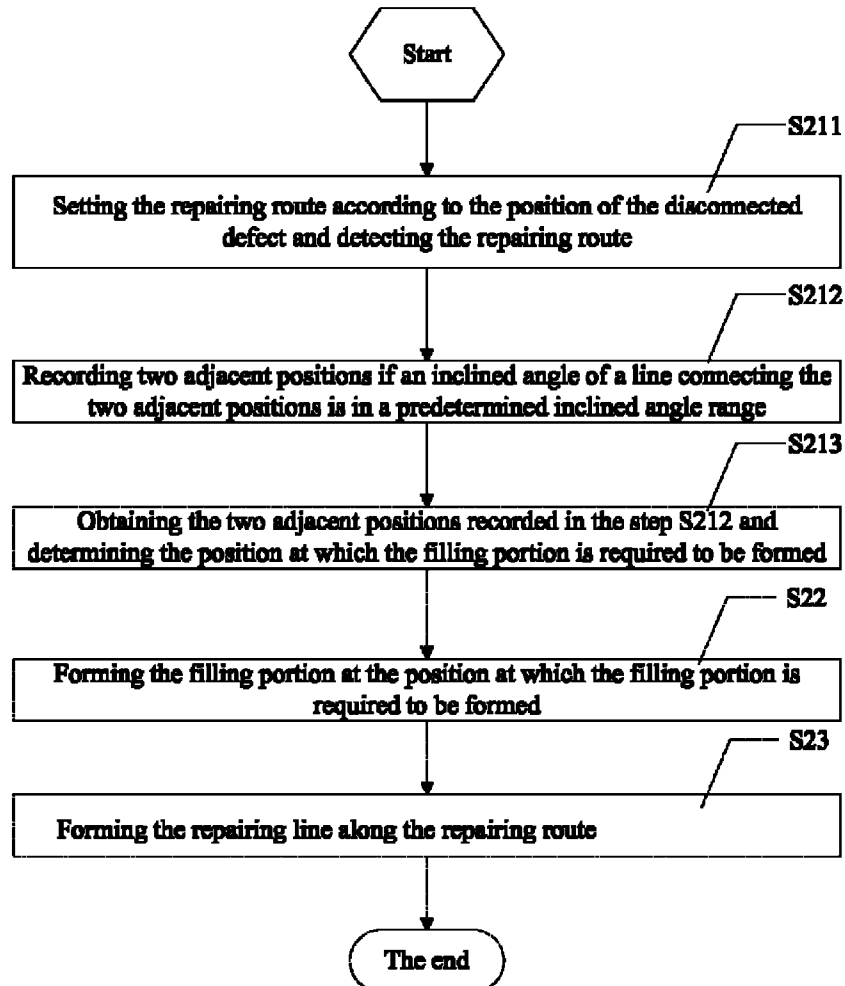 Start
S211
Setting the repairing route according to the position of the disconnected
defect and detecting the repairing route
S212
Recording two adjacent positions if an inclined angle of a line connecting the
two adjacent positions is in a predetermined inclined angle range
S213
Obtaining the two adjacent positions recorded in the step S212 and
determining the position at which the filling portion is required to be formed
S22
Forming the filling portion at the position at which the filling portion is
required to be formed
S23
Forming the repairing line along the repairing route
The end